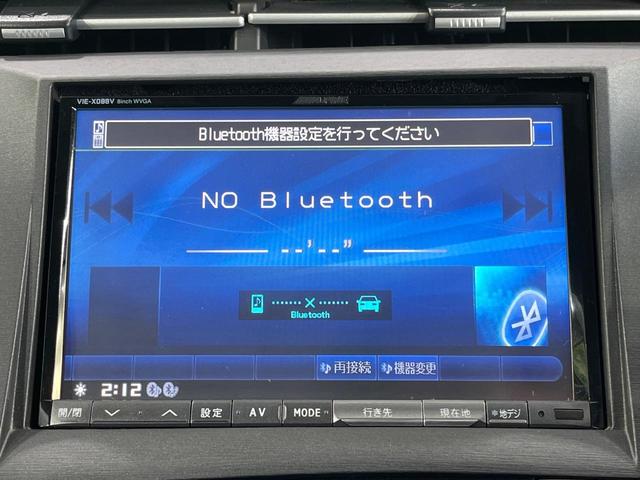 VIE-X088V 8inch WVGA
ALPINE
Bluetooth機器設定を行ってください
NO Bluetooth
--'--"
Bluetooth
再接続 機器変更
2:12
開/閉 設定 AV MODE 行き先 現在地 *地デジ